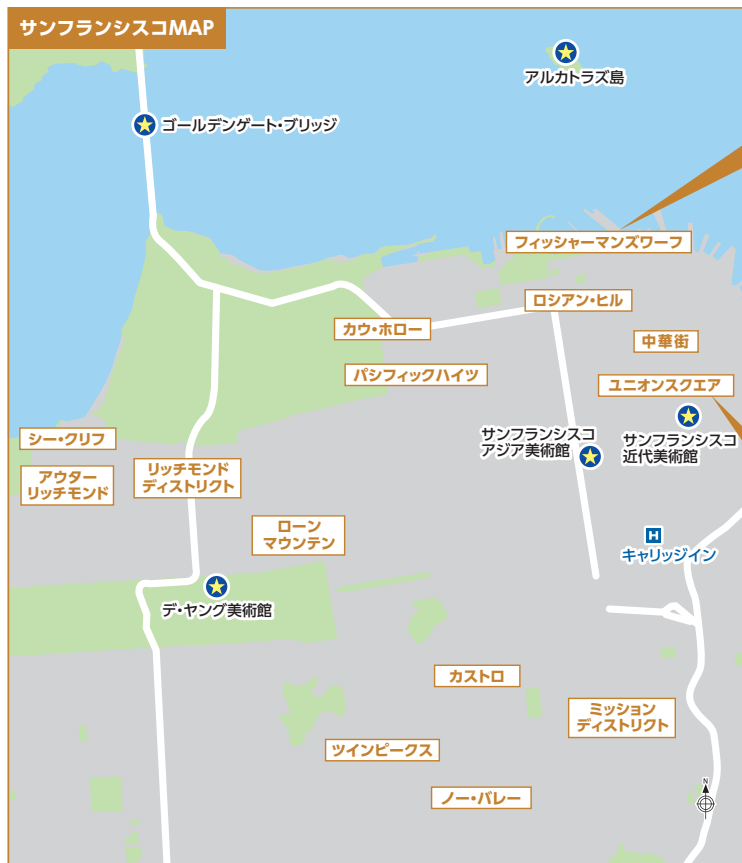 サンフランシスコMAP
アルカトラズ島
ゴールデンゲート・ブリッジ
フィッシャーマンズワーフ
ロシアン・ヒル
カウ・ホロー
中華街
パシフィックハイツ
ユニオンスクエア
シー・クリフ
サンフランシスコ
アジア美術館
サンフランシスコ
近代美術館
アウター
リッチモンド
リッチモンド
ディストリクト
ローン
マウンテン
H
キャリッジイン
デ・ヤング美術館
カストロ
ミッション
ディストリクト
ツインピークス
ノー・バレー
N